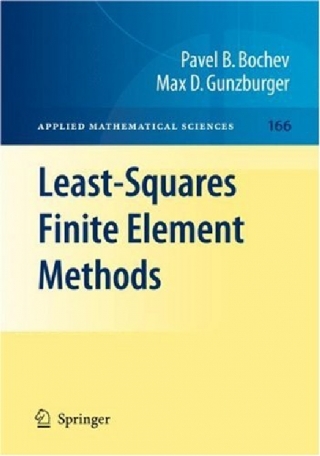 Pavel B. Bochev
Max D. Gunzburger
APPLIED MATHEMATICAL SCIENCES 166
Least-Squares
Finite Element
Methods
Springer